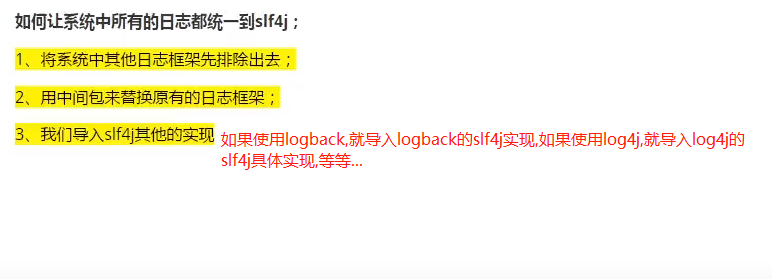 如何让系统中所有的日志都统一到slf4j；
1、将系统中其他日志框架先排除出去；
2、用中间包来替换原有的日志框架；
3、我们导入slf4j其他的实现
如果使用logback,就导入logback的slf4j实现,如果使用log4j,就导入log4j的
slf4j具体实现,等等...